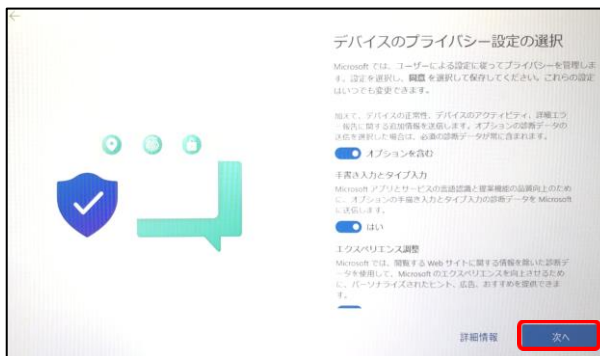 デバイスのプライバシー設定の選択
Microsoft では、ユーザーによる設定に従ってプライバシーを管理しま
す。設定を選択し、同意 を選択して保存してください。これらの設定
はいつでも変更できます。
加えて、デバイスの正常性、デバイスのアクティビティ、詳細エラ
ー報告に関する追加情報を送信します。オプションの診断データの
送信を選択した場合は、必須の診断データが常に含まれます。
オプションを含む
手書き入力とタイプ入力
Microsoft アプリとサービスの言語認識と提案機能の品質向上のため
に、オプションの手書き入力とタイプ入力の診断データを Microsoft
に送信します。
はい
エクスペリエンス調整
Microsoft では、閲覧する Web サイトに関する情報を除いた診断デ
ータを使用して、Microsoft のエクスペリエンスを向上させるため
に、パーソナライズされたヒント、広告、おすすめを提供できま
す。
詳細情報
次へ